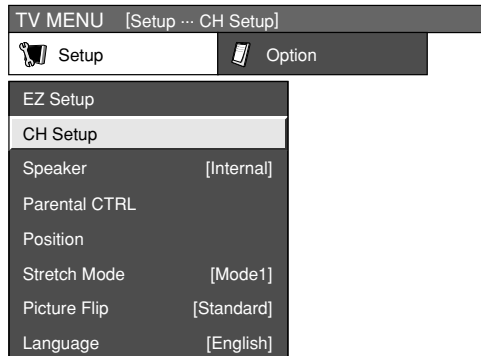 TV MENU [Setup ··· CH Setup]
Setup Option
EZ Setup
CH Setup
Speaker [Internal]
Parental CTRL
Position
Stretch Mode [Mode1]
Picture Flip [Standard]
Language [English]